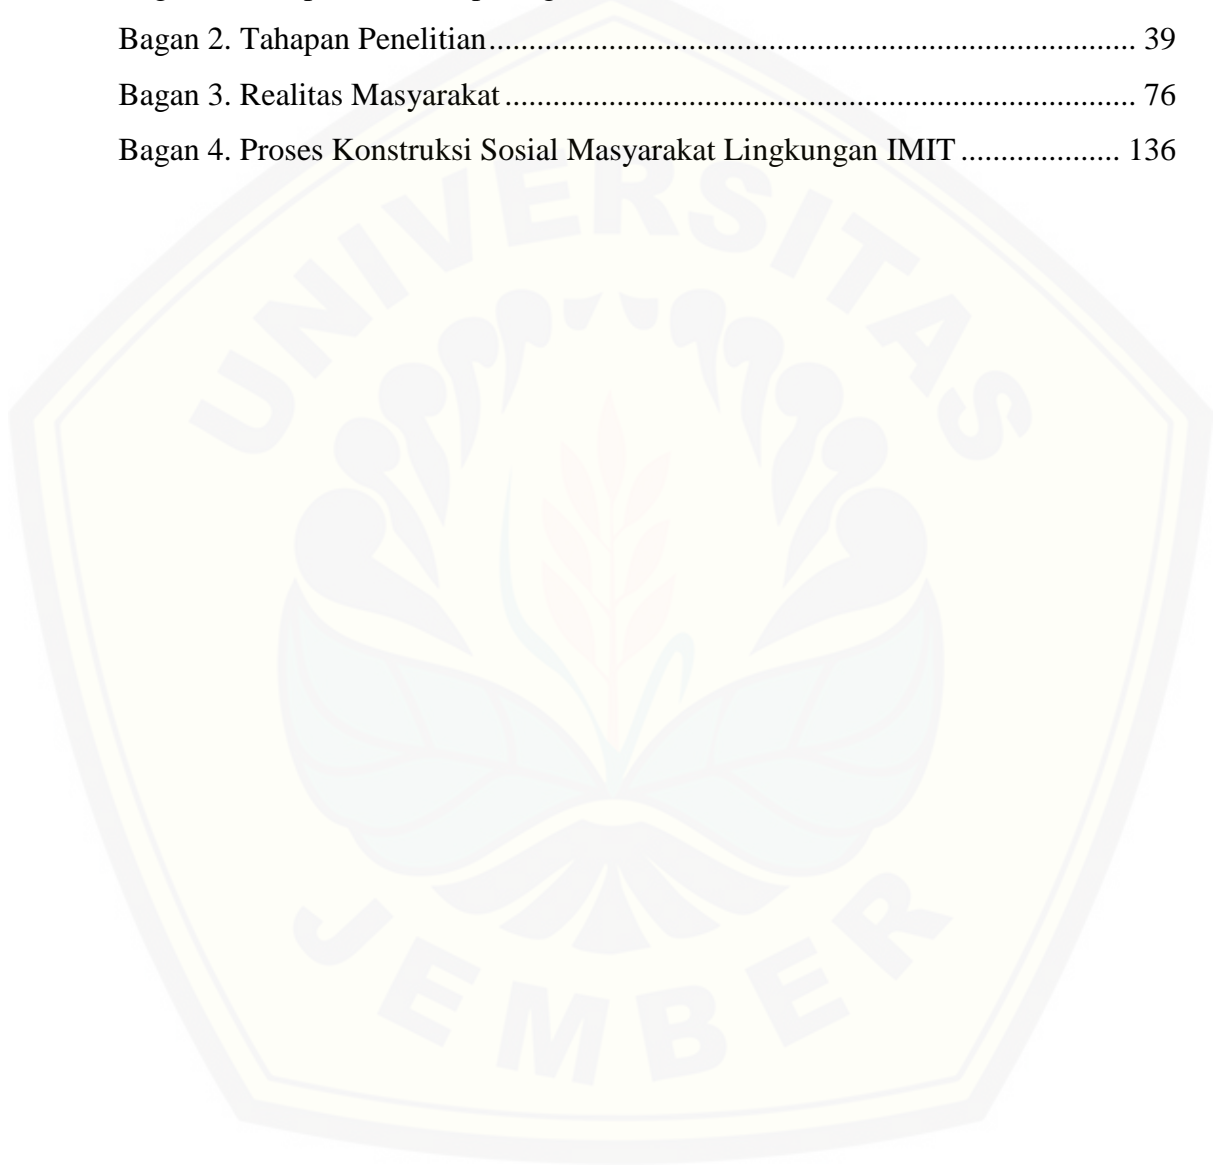 Bagan 2. Tahapan Penelitian............................................................................... 39
Bagan 3. Realitas Masyarakat............................................................................. 76
Bagan 4. Proses Konstruksi Sosial Masyarakat Lingkungan IMIT ................... 136
UNIVERSITAS
JEMBER